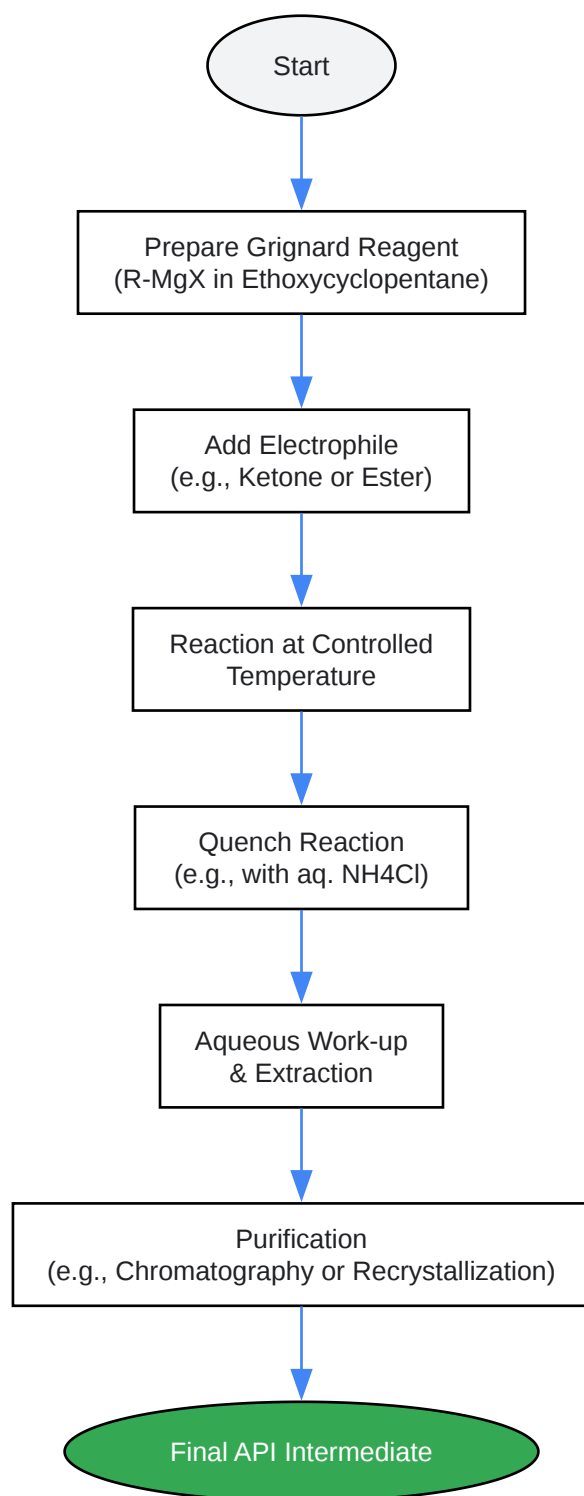 Start
Prepare Grignard Reagent
(R-MgX in Ethoxycyclopentane)
Add Electrophile
(e.g., Ketone or Ester)
Reaction at Controlled
Temperature
Quench Reaction
(e.g., with aq. NH4Cl)
Aqueous Work-up
& Extraction
Purification
(e.g., Chromatography or Recrystallization)
Final API Intermediate